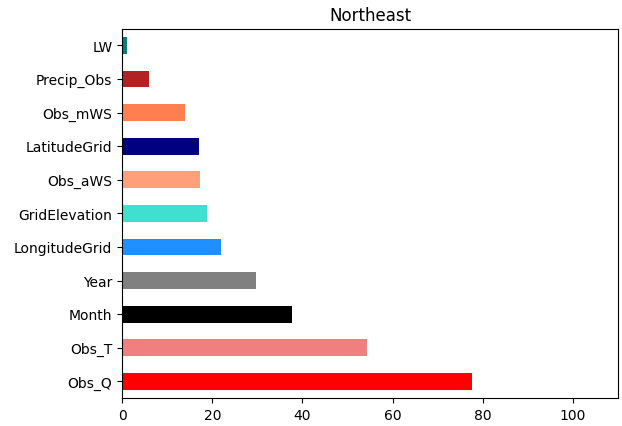 Northeast
LW
Precip_Obs
Obs_mWS
LatitudeGrid
Obs_aWS
GridElevation
LongitudeGrid
Year
Month
Obs_T
Obs_Q
0 20 40 60 80 100